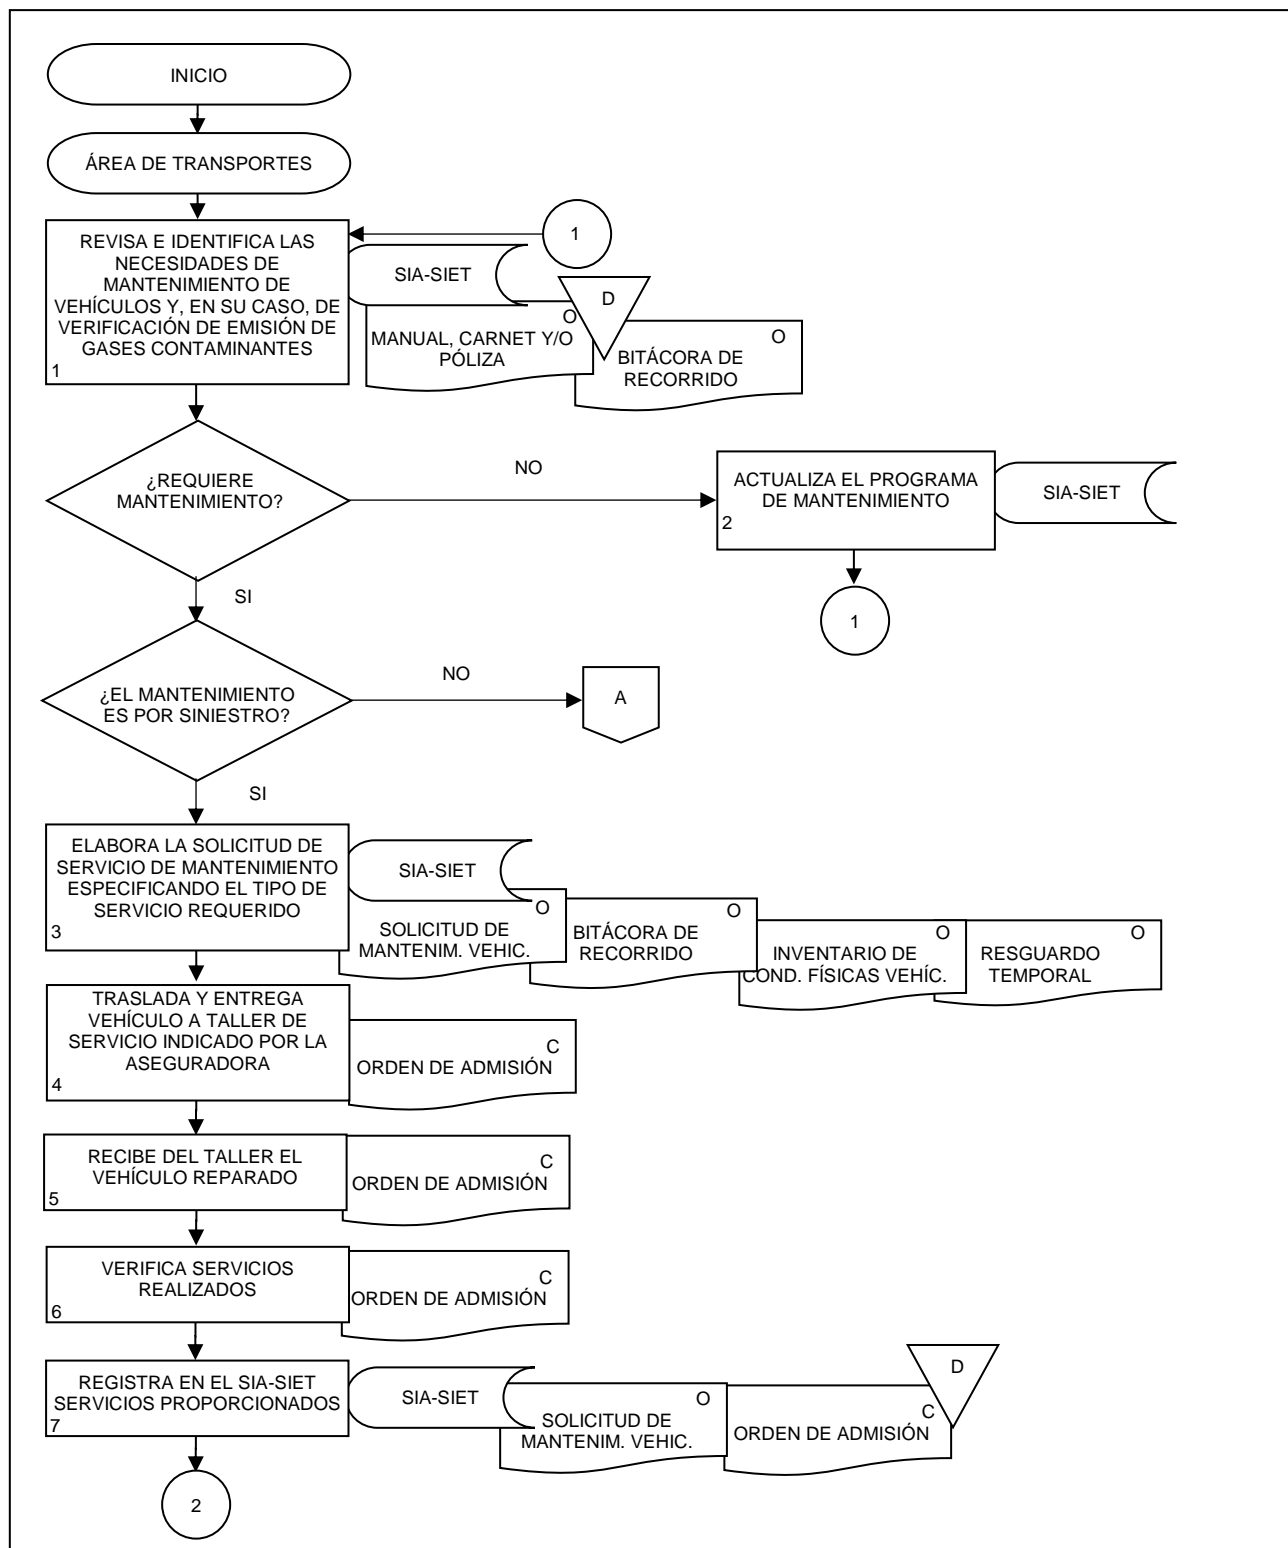 INICIO
ÁREA DE TRANSPORTES
1
REVISA E IDENTIFICA LAS
NECESIDADES DE
MANTENIMIENTO DE
VEHÍCULOS Y, EN SU CASO, DE
VERIFICACIÓN DE EMISIÓN DE
GASES CONTAMINANTES
1
SIA-SIET
O
MANUAL, CARNET Y/O
PÓLIZA
D
O
BITÁCORA DE
RECORRIDO
¿REQUIERE
MANTENIMIENTO?
NO
ACTUALIZA EL PROGRAMA
DE MANTENIMIENTO
2
SIA-SIET
1
SI
¿EL MANTENIMIENTO
ES POR SINIESTRO?
NO
A
SI
ELABORA LA SOLICITUD DE
SERVICIO DE MANTENIMIENTO
ESPECIFICANDO EL TIPO DE
SERVICIO REQUERIDO
3
SIA-SIET
O
SOLICITUD DE
MANTENIM. VEHIC.
O
BITÁCORA DE
RECORRIDO
O
INVENTARIO DE
COND. FÍSICAS VEHÍC.
O
RESGUARDO
TEMPORAL
TRASLADA Y ENTREGA
VEHÍCULO A TALLER DE
SERVICIO INDICADO POR LA
ASEGURADORA
4
C
ORDEN DE ADMISIÓN
RECIBE DEL TALLER EL
VEHÍCULO REPARADO
5
C
ORDEN DE ADMISIÓN
VERIFICA SERVICIOS
REALIZADOS
6
C
ORDEN DE ADMISIÓN
REGISTRA EN EL SIA-SIET
SERVICIOS PROPORCIONADOS
7
SIA-SIET
O
SOLICITUD DE
MANTENIM. VEHIC.
D
C
ORDEN DE ADMISIÓN
2